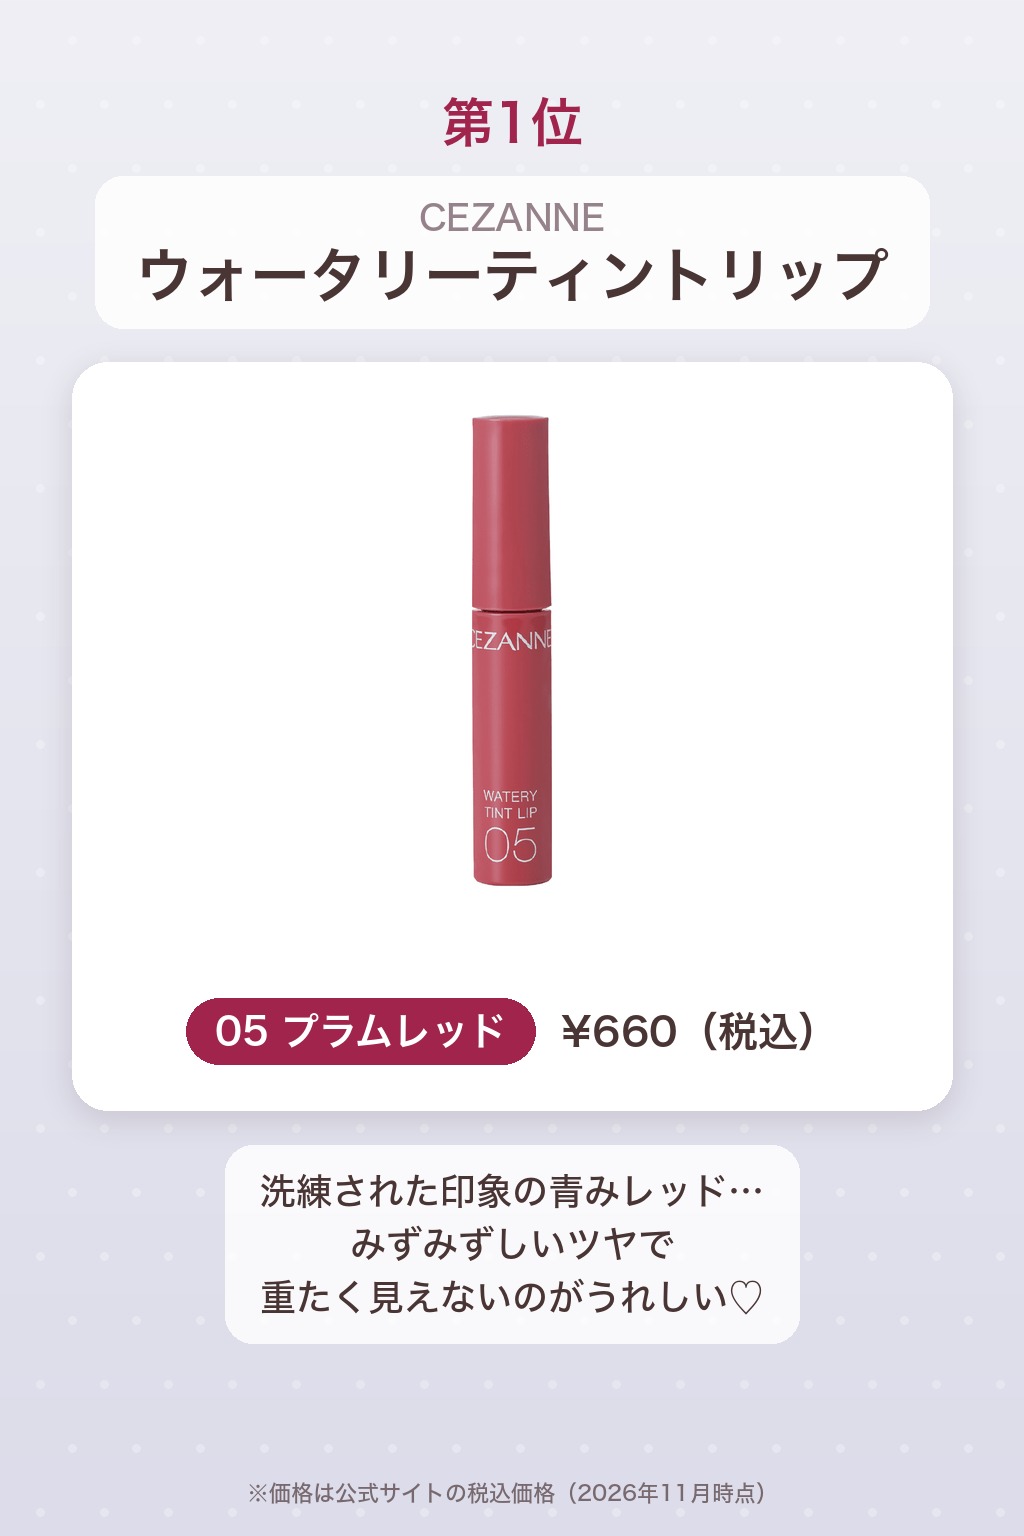 第1位
CEZANNE
ウォータリーティントリップ
CEZANNE
WATERY
TINT LIP
05
05 プラムレッド ¥660（税込）
洗練された印象の青みレッド…
みずみずしいツヤで
重たく見えないのがうれしい♡
※価格は公式サイトの税込価格（2026年11月時点）